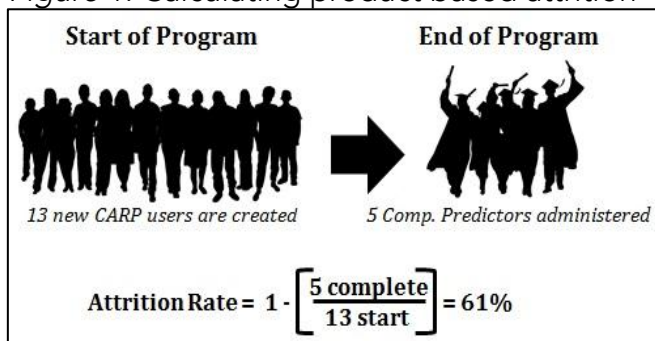 Figure 1. Calculating product based attrition
Start of Program End of Program
13 new CARP users are created 5 Comp. Predictors administered
Attrition Rate = 1 - [5 complete / 13 start] = 61%